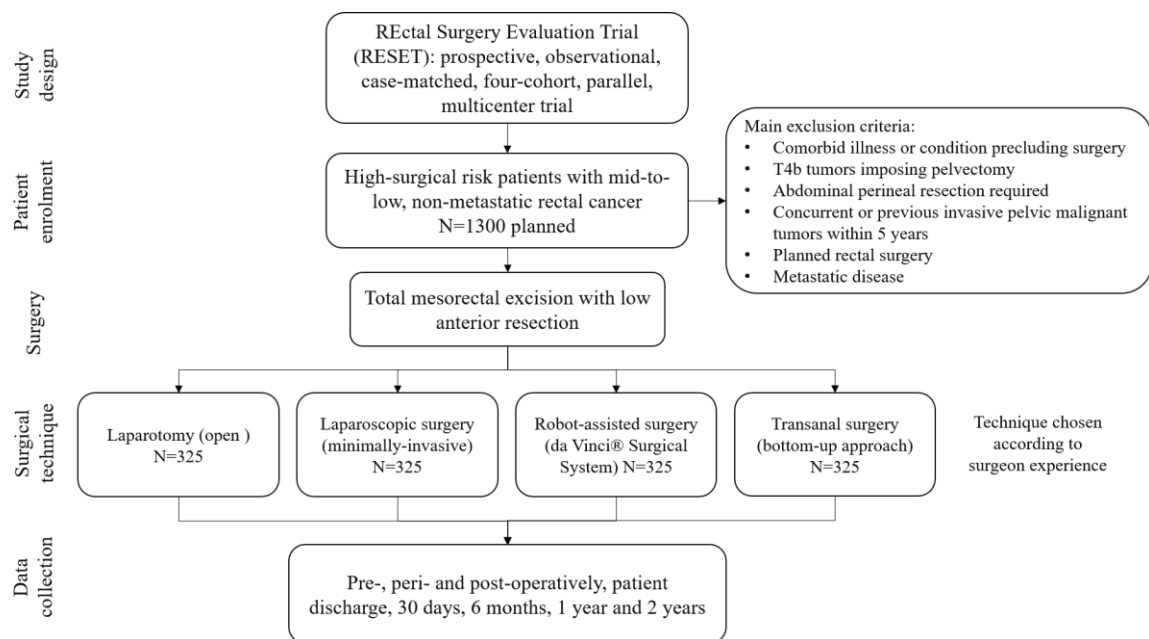 Study
design
REctal Surgery Evaluation Trial
(RESET): prospective, observational,
case-matched, four-cohort, parallel,
multicenter trial
Patient
enrolment
High-surgical risk patients with mid-to-
low, non-metastatic rectal cancer
N=1300 planned
Main exclusion criteria:
• Comorbid illness or condition precluding surgery
• T4b tumors imposing pelvectomy
• Abdominal perineal resection required
• Concurrent or previous invasive pelvic malignant
tumors within 5 years
• Planned rectal surgery
• Metastatic disease
Surgery
Total mesorectal excision with low
anterior resection
Surgical
technique
Laparotomy (open )
N=325
Laparoscopic surgery
(minimally-invasive)
N=325
Robot-assisted surgery
(da Vinci® Surgical
System) N=325
Transanal surgery
(bottom-up approach)
N=325
Technique chosen
according to
surgeon experience
Data
collection
Pre-, peri- and post-operatively, patient
discharge, 30 days, 6 months, 1 year and 2 years